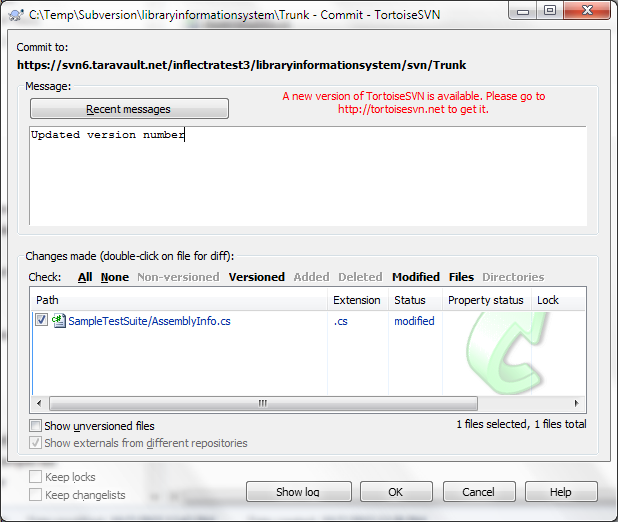 C:\Temp\Subversion\libraryinformationsystem\Trunk - Commit - TortoiseSVN
Commit to:
https://svn6.taravault.net/inflectratest3/libraryinformationsystem/svn/Trunk
Message:
Recent messages
A new version of TortoiseSVN is available. Please go to
http://tortoisesvn.net to get it.
Updated version number
Changes made (double-click on file for diff):
Check: All None Non-versioned Versioned Added Deleted Modified Files Directories
Path Extension Status Property status Lock
SampleTestSuite/AssemblyInfo.cs .cs modified
Show unversioned files
1 files selected, 1 files total
Show externals from different repositories
Keep locks
Keep changelists
Show log OK Cancel Help